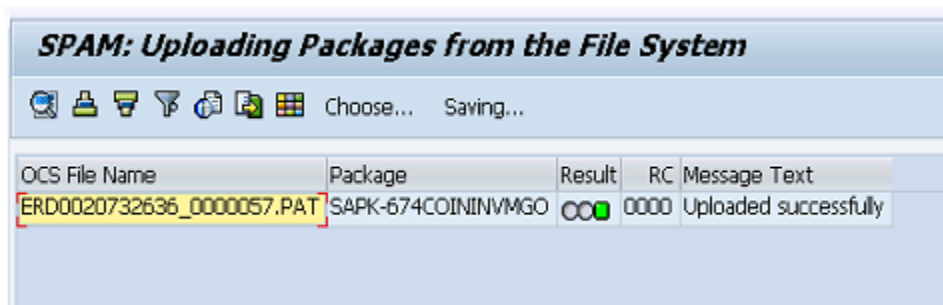 SPAM: Uploading Packages from the File System
Choose... Saving...
OCS File Name Package Result RC Message Text
ERD0020732636_0000057.PAT SAPK-674COININVMGO 0000 Uploaded successfully